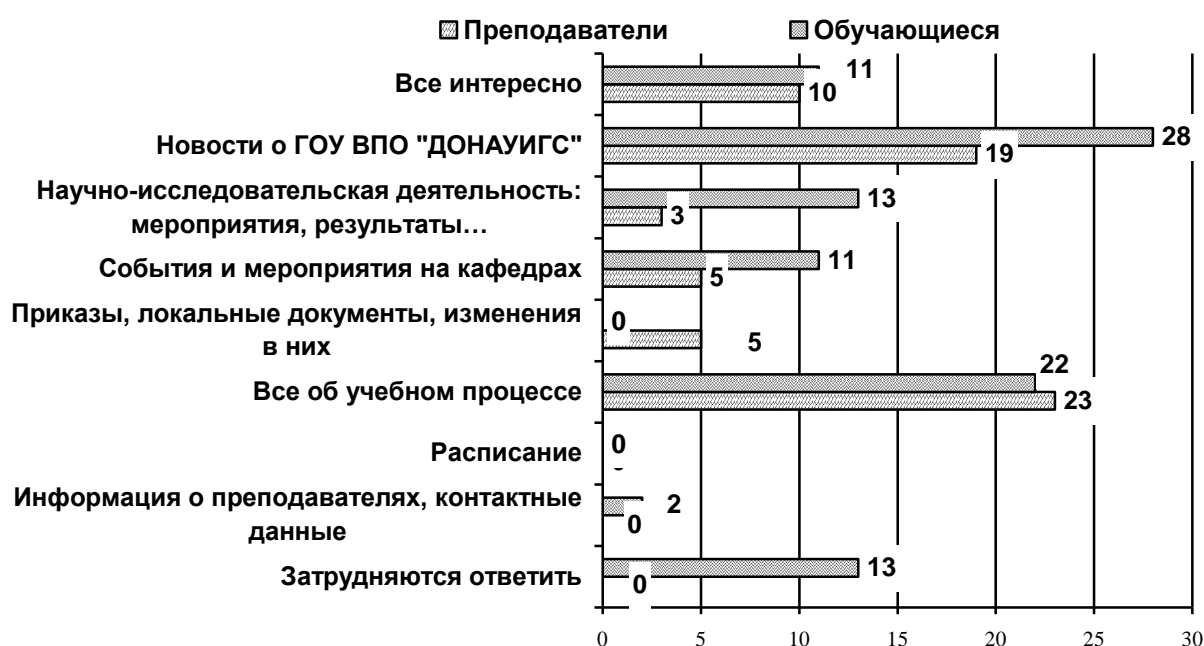 Преподаватели Обучающиеся
Все интересно
11
10
Новости о ГОУ ВПО "ДОНАУИГС"
28
19
Научно-исследовательская деятельность:
мероприятия, результаты…
13
3
События и мероприятия на кафедрах
11
5
Приказы, локальные документы, изменения
в них
0
5
Все об учебном процессе
22
23
Расписание
0
Информация о преподавателях, контактные
данные
2
0
Затрудняются ответить
13
0
0 5 10 15 20 25 30